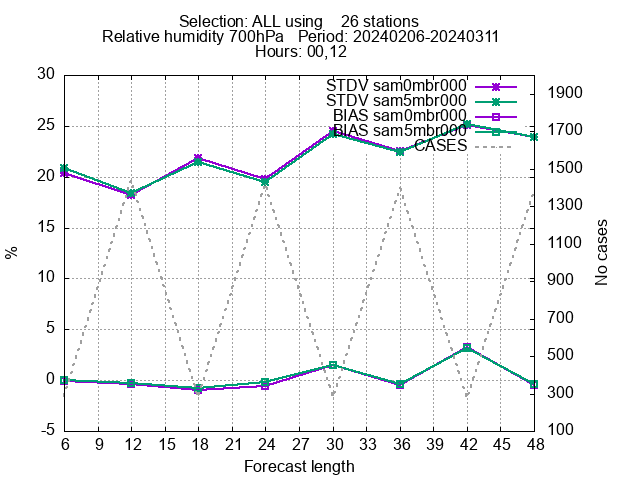 Selection: ALL using    26 stations
Relative humidity 700hPa   Period: 20240206-20240311
Hours: 00,12
STDV sam0mbr000
STDV sam5mbr000
BIAS sam0mbr000
BIAS sam5mbr000
CASES
30
25
20
15
10
5
0
-5
%
1900
1700
1500
1300
1100
900
700
500
300
100
No cases
6 9 12 15 18 21 24 27 30 33 36 39 42 45 48
Forecast length